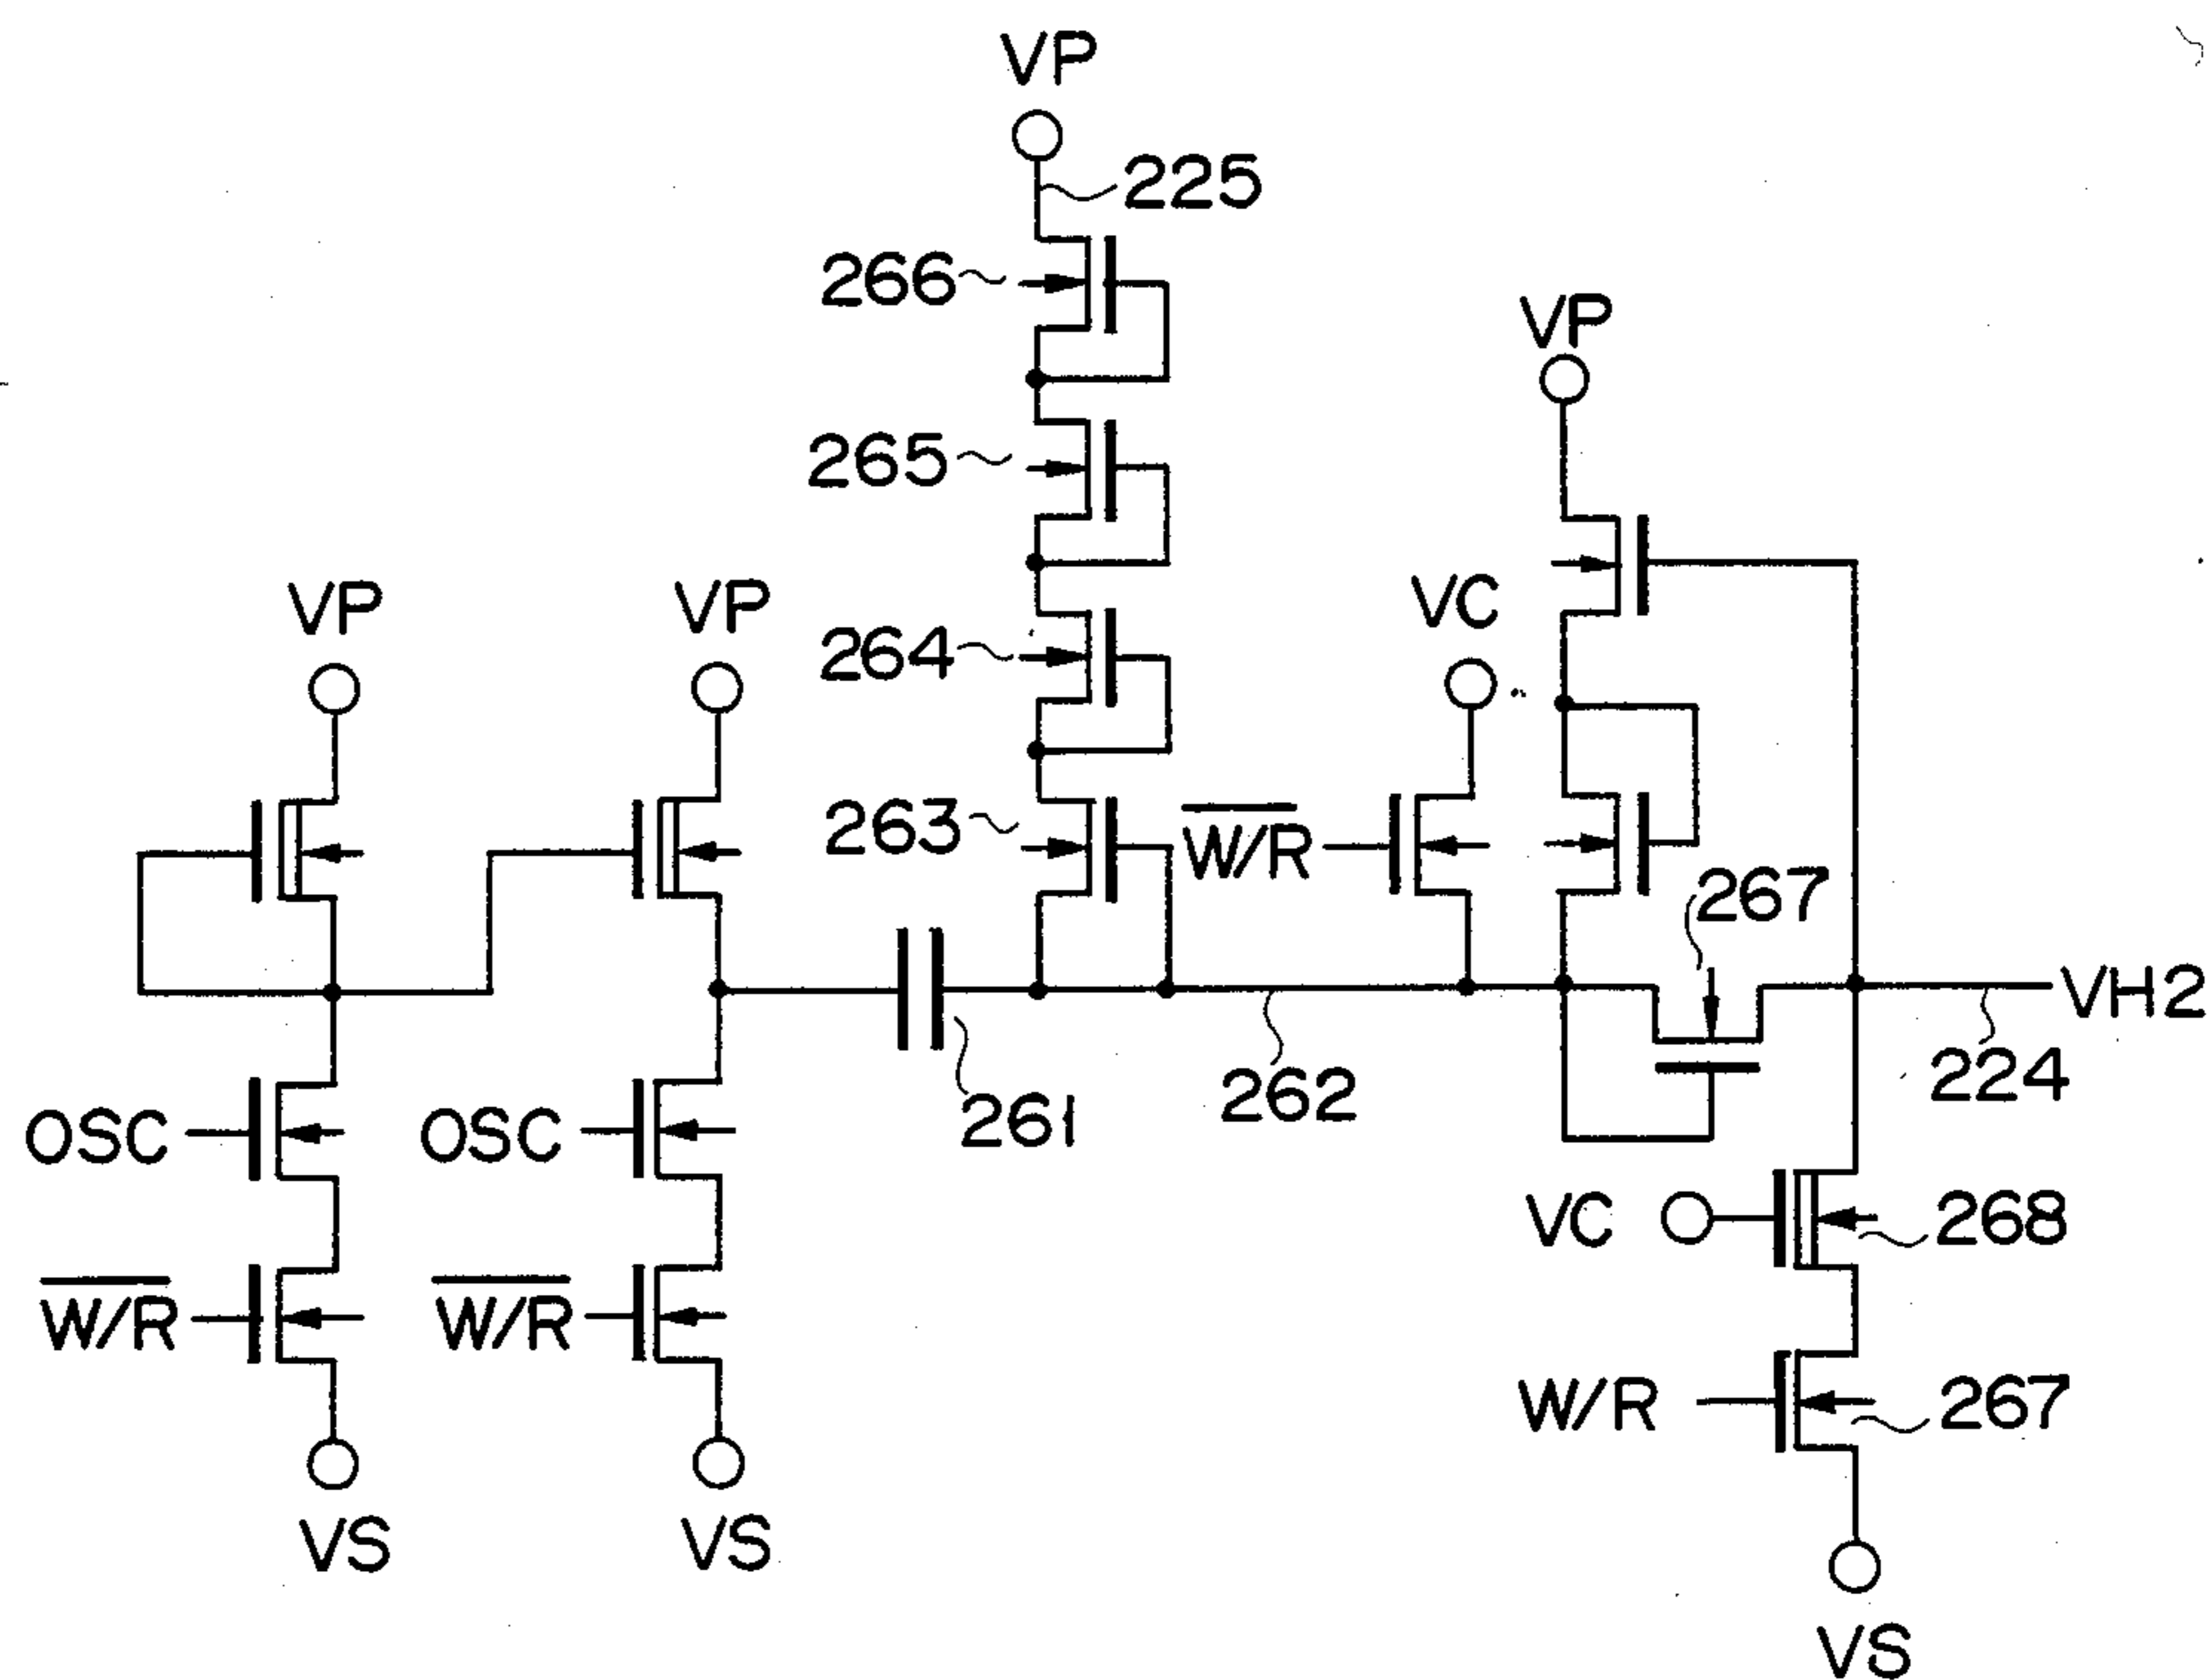 VP
225
266
VP
265
VP
VP
VC
264
263
W̅/̅R̅
267
VH2
262
224
261
OSC
OSC
VC
268
W̅/̅R̅
W̅/̅R̅
W/R
267
VS
VS
VS